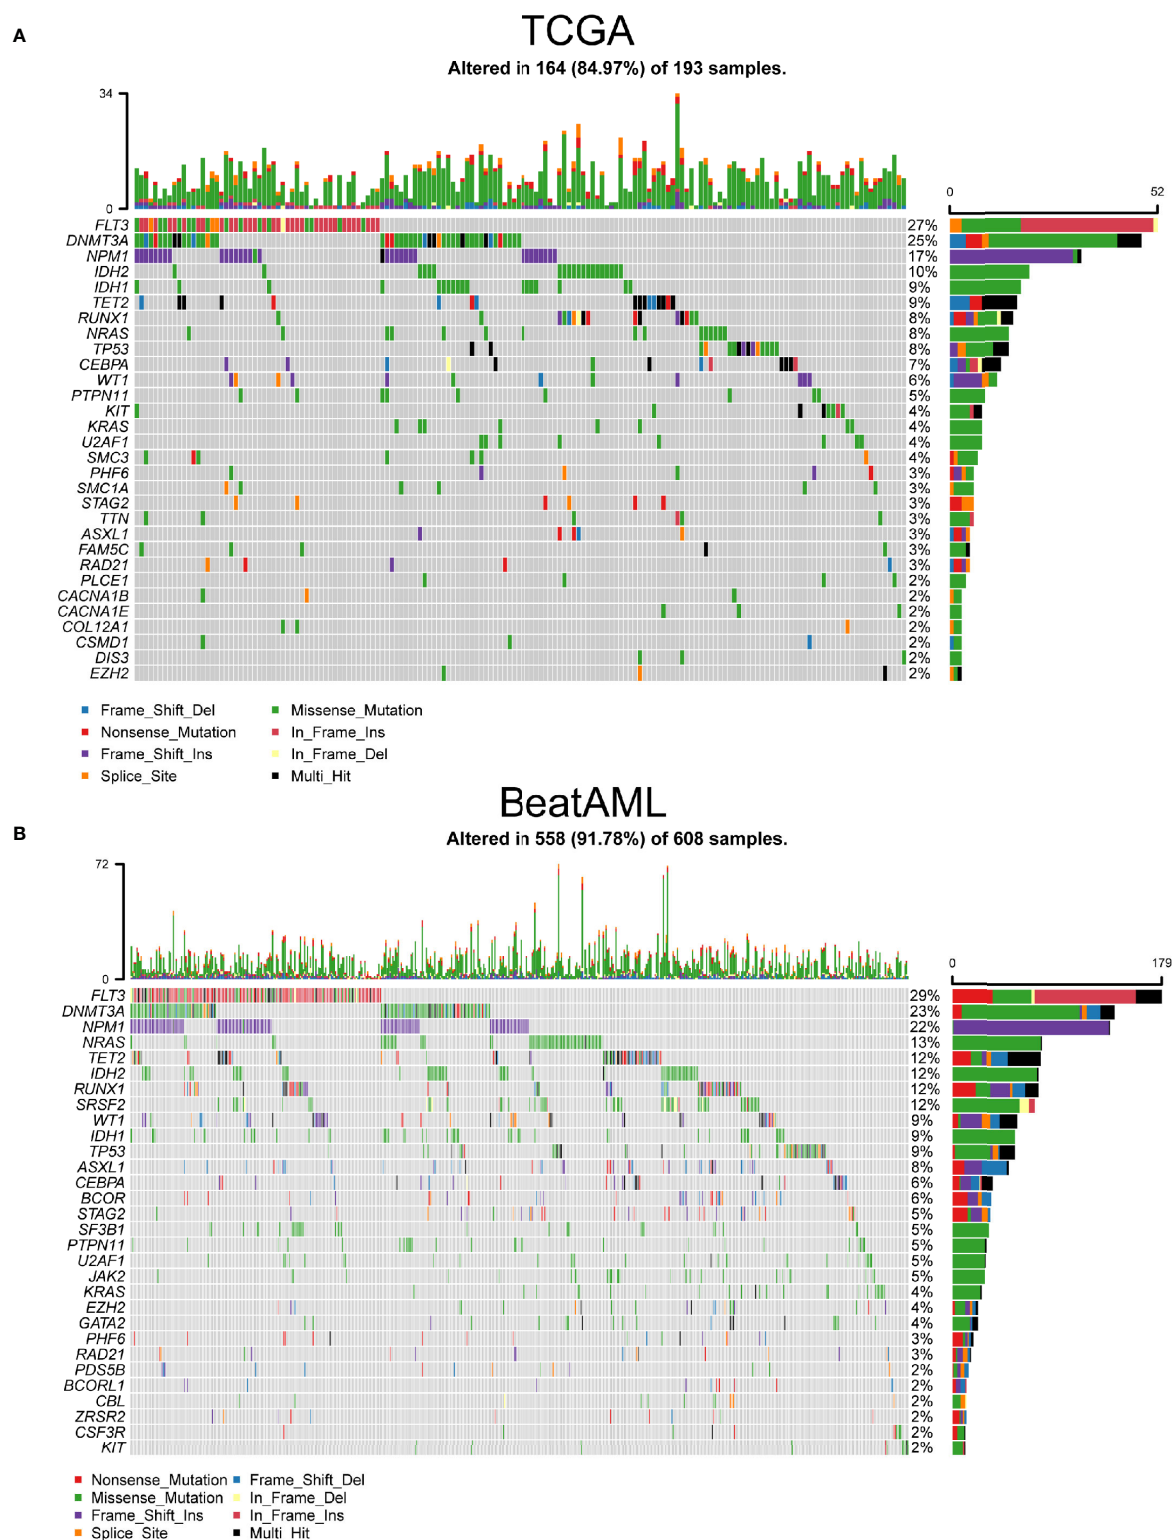 A
TCGA
Altered in 164 (84.97%) of 193 samples.
34
0
0 52
FLT3 27%
DNMT3A 25%
NPM1 17%
IDH2 10%
IDH1 9%
TET2 9%
RUNX1 8%
NRAS 8%
TP53 8%
CEBPA 7%
WT1 6%
PTPN11 5%
KIT 4%
KRAS 4%
U2AF1 4%
SMC3 4%
PHF6 3%
SMC1A 3%
STAG2 3%
TTN 3%
ASXL1 3%
FAM5C 3%
RAD21 3%
PLCE1 2%
CACNA1B 2%
CACNA1E 2%
COL12A1 2%
CSMD1 2%
DIS3 2%
EZH2 2%
Frame_Shift_Del Missense_Mutation
Nonsense_Mutation In_Frame_Ins
Frame_Shift_Ins In_Frame_Del
Splice_Site Multi_Hit
BeatAML
B
Altered in 558 (91.78%) of 608 samples.
72
0
0 179
FLT3 29%
DNMT3A 23%
NPM1 22%
NRAS 13%
TET2 12%
IDH2 12%
RUNX1 12%
SRSF2 12%
WT1 9%
IDH1 9%
TP53 9%
ASXL1 8%
CEBPA 6%
BCOR 6%
STAG2 5%
SF3B1 5%
PTPN11 5%
U2AF1 5%
JAK2 5%
KRAS 4%
EZH2 4%
GATA2 4%
PHF6 3%
RAD21 3%
PDS5B 2%
BCORL1 2%
CBL 2%
ZRSR2 2%
CSF3R 2%
KIT 2%
Nonsense_Mutation Frame_Shift_Del
Missense_Mutation In_Frame_Del
Frame_Shift_Ins In_Frame_Ins
Splice_Site Multi_Hit